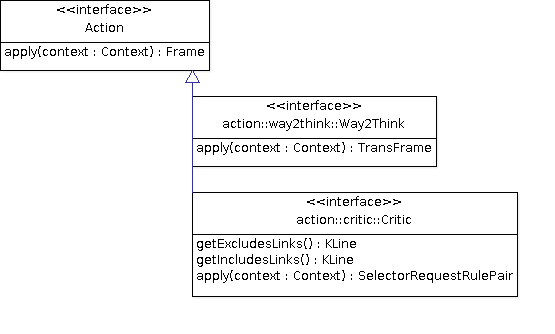 <<interface>>
Action
apply(context : Context) : Frame
<<interface>>
action::way2think::Way2Think
apply(context : Context) : TransFrame
<<interface>>
action::critic::Critic
getExcludesLinks() : KLine
getIncludesLinks() : KLine
apply(context : Context) : SelectorRequestRulePair